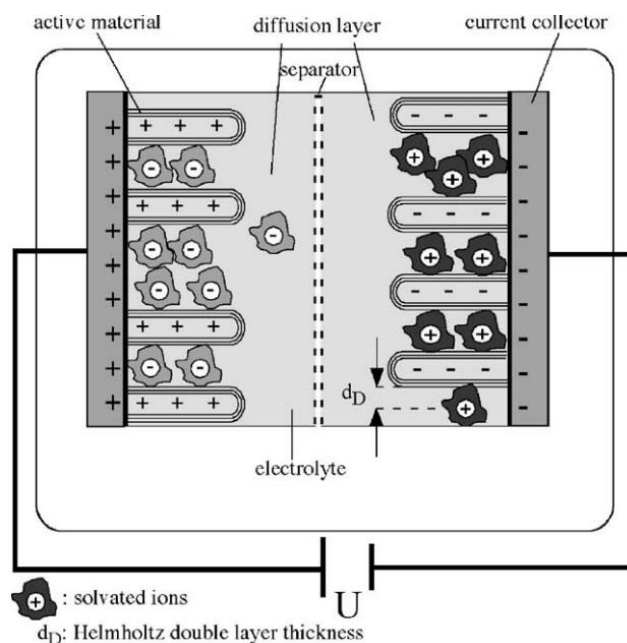 active material
diffusion layer
current collector
separator
d_D
electrolyte
U
: solvated ions
d_D: Helmholtz double layer thickness